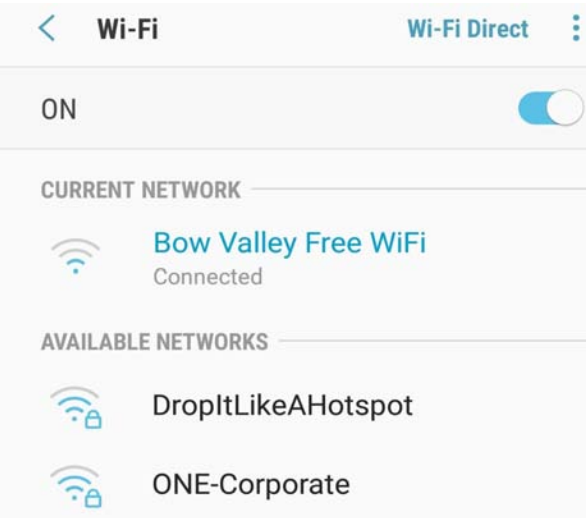 Wi-Fi Wi-Fi Direct
ON
CURRENT NETWORK
Bow Valley Free WiFi
Connected
AVAILABLE NETWORKS
DropItLikeAHotspot
ONE-Corporate